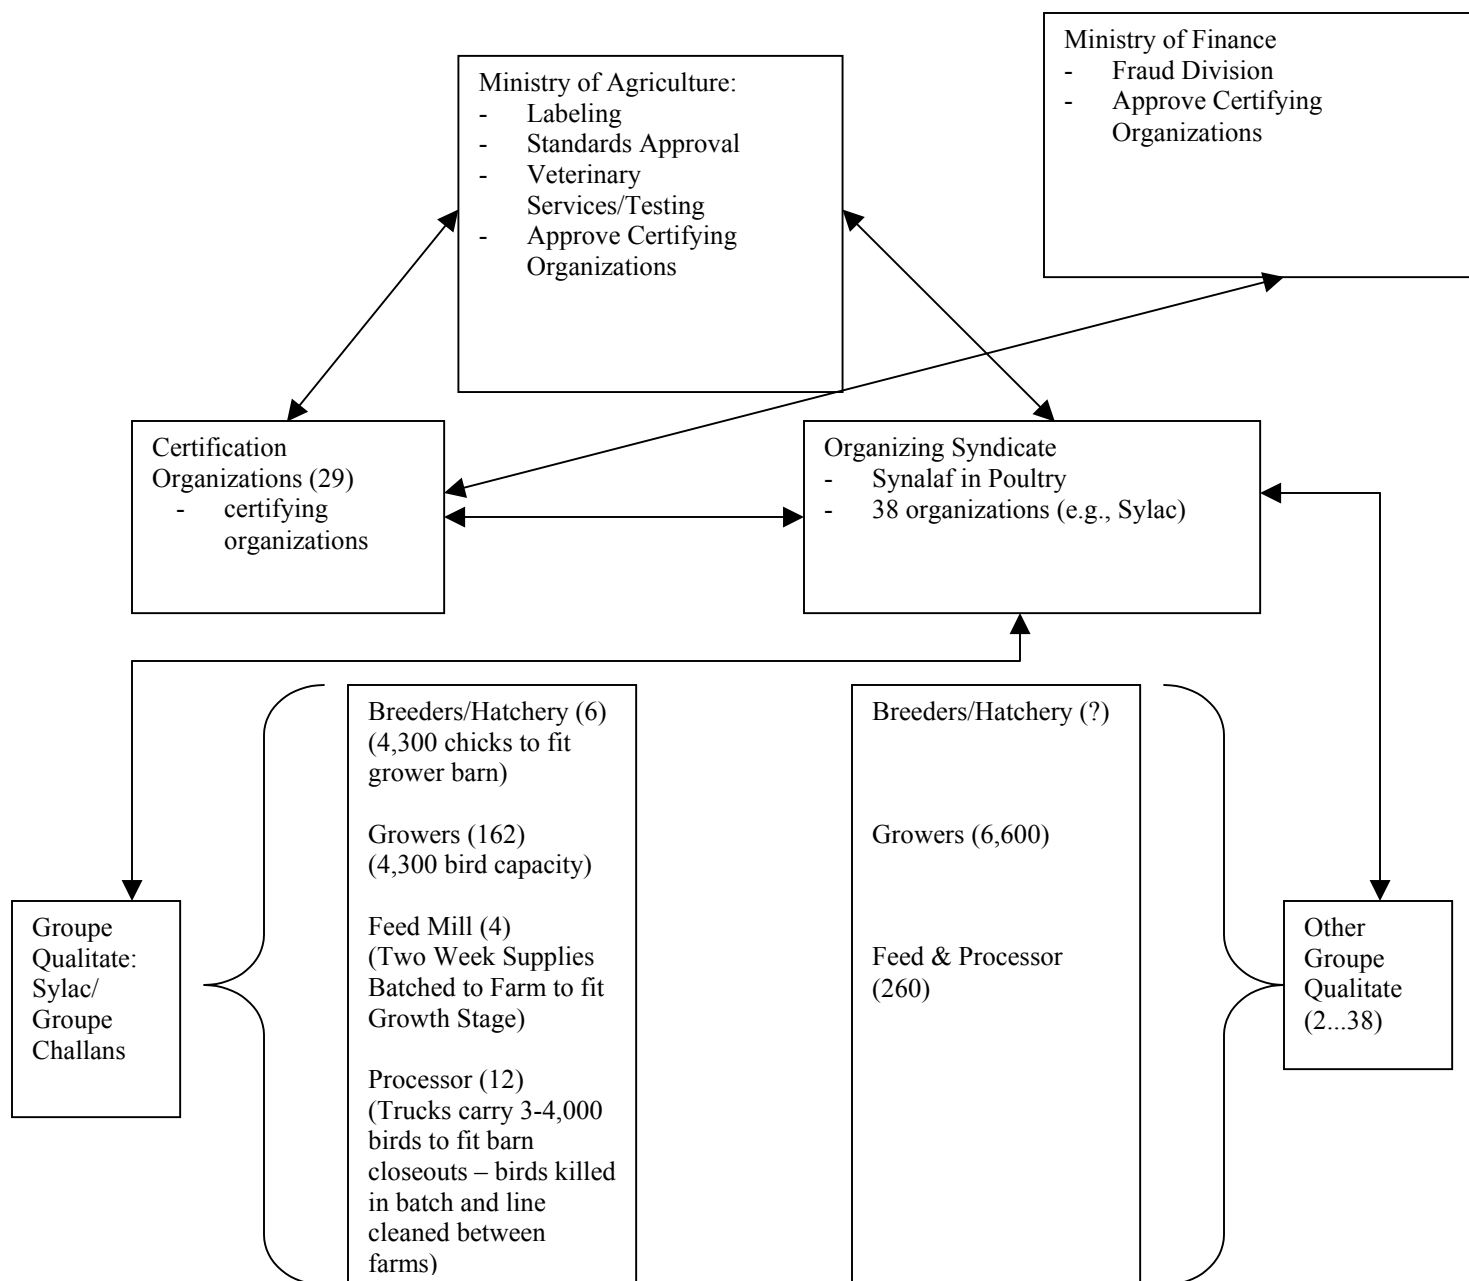 Ministry of Agriculture:
- Labeling
- Standards Approval
- Veterinary
Services/Testing
- Approve Certifying
Organizations
Ministry of Finance
- Fraud Division
- Approve Certifying
Organizations
Certification
Organizations (29)
- certifying
organizations
Organizing Syndicate
- Synalaf in Poultry
- 38 organizations (e.g., Sylac)
Groupe
Qualitate:
Sylac/
Groupe
Challans
Breeders/Hatchery (6)
(4,300 chicks to fit
grower barn)
Growers (162)
(4,300 bird capacity)
Feed Mill (4)
(Two Week Supplies
Batched to Farm to fit
Growth Stage)
Processor (12)
(Trucks carry 3-4,000
birds to fit barn
closeouts – birds killed
in batch and line
cleaned between
farms)
Breeders/Hatchery (?)
Growers (6,600)
Feed & Processor
(260)
Other
Groupe
Qualitate
(2...38)